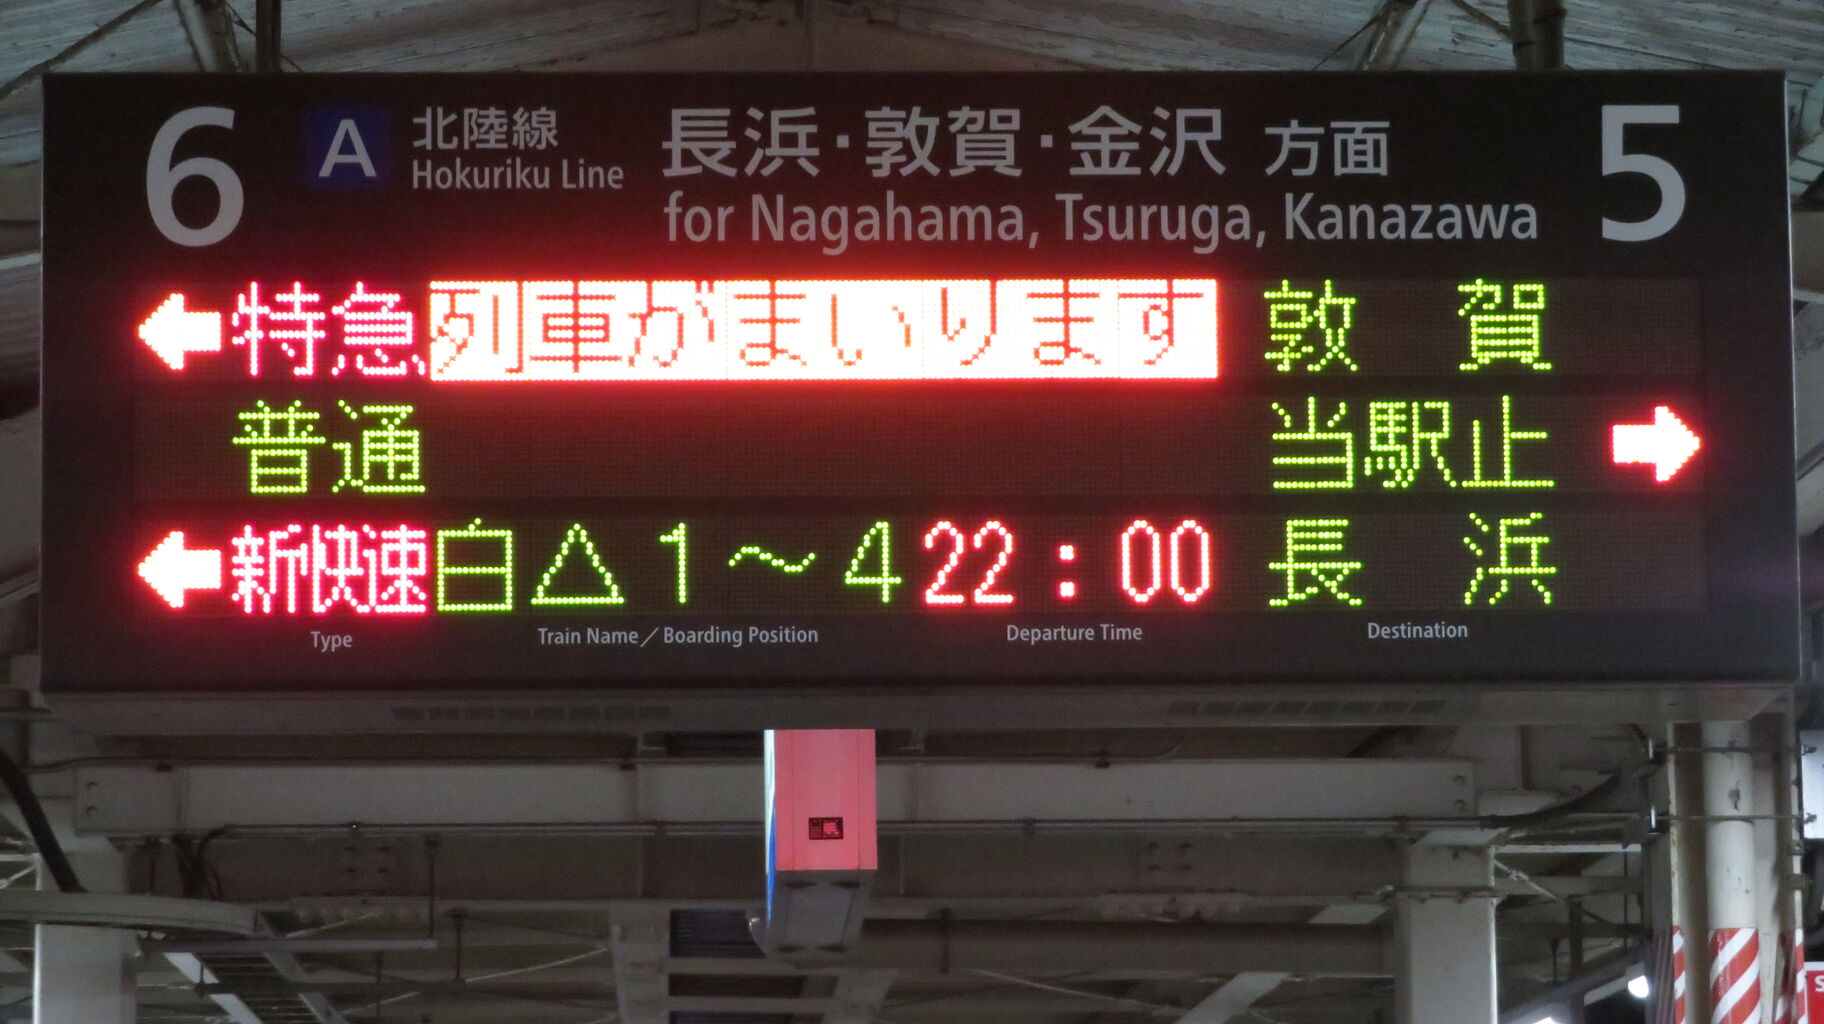 6 A 北陸線 長浜・敦賀・金沢 方面 5
Hokuriku Line for Nagahama, Tsuruga, Kanazawa
← 特急 列車がまいります 敦賀
普通 当駅止 →
← 新快速 白△1〜4 22:00 長浜
Type Train Name／Boarding Position Departure Time Destination